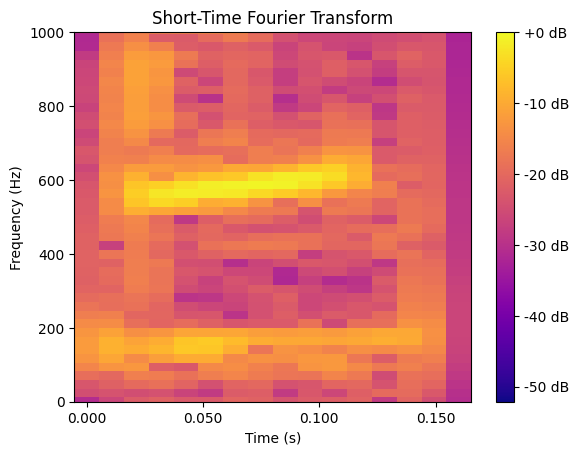 Short-Time Fourier Transform
1000
800
600
400
200
0
Frequency (Hz)
0.000
0.050
0.100
0.150
Time (s)
+0 dB
-10 dB
-20 dB
-30 dB
-40 dB
-50 dB